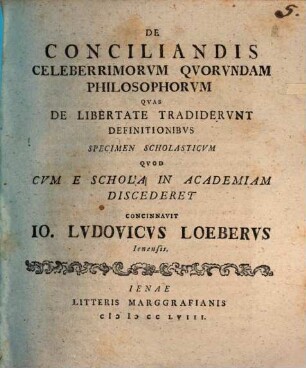 5.
DE
CONCILIANDIS
CELEBERRIMORVM QVORVNDAM
PHILOSOPHORVM
QVAS
DE LIBERTATE TRADIDERVNT
DEFINITIONIBVS
SPECIMEN SCHOLASTICVM
QVOD
CVM E SCHOLA IN ACADEMIAM
DISCEDERET
CONCINNAVIT
IO. LVDOVICVS LOEBERVS
Ienensis.
IENAE
LITTERIS MARGGRAFIANIS
cIɔ Iɔ cc LVIII.